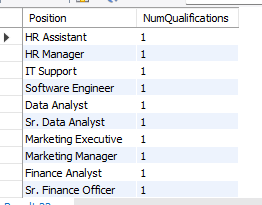 Position NumQualifications
HR Assistant 1
HR Manager 1
IT Support 1
Software Engineer 1
Data Analyst 1
Sr. Data Analyst 1
Marketing Executive 1
Marketing Manager 1
Finance Analyst 1
Sr. Finance Officer 1